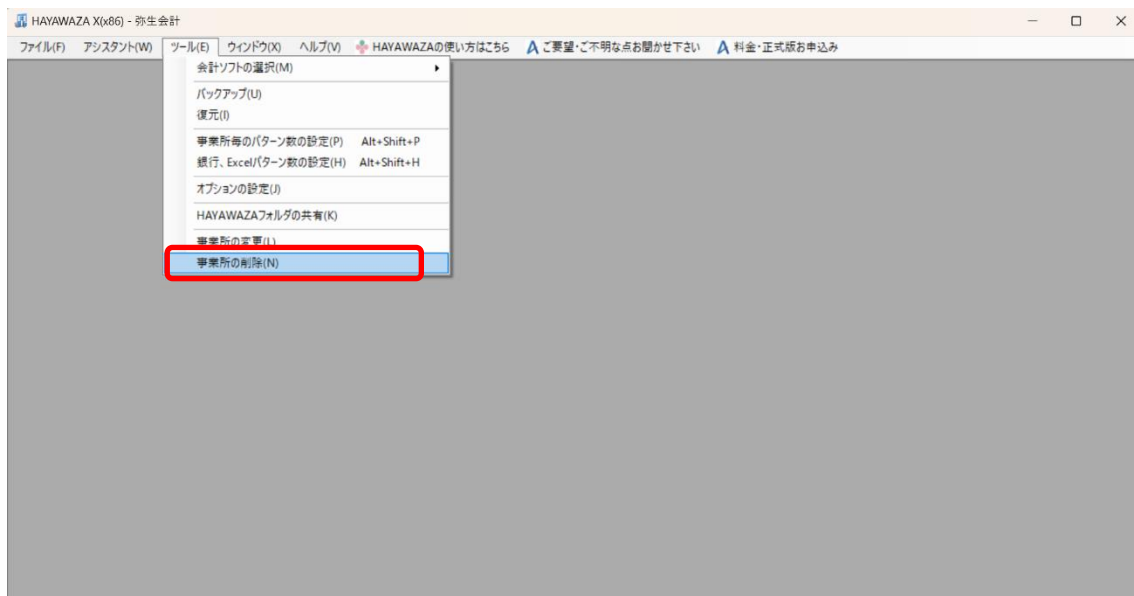 HAYAWAZA X(x86) - 弥生会計
ファイル(F) アシスタント(W) ツール(E) ウィンドウ(X) ヘルプ(V) HAYAWAZAの使い方はこちら ご要望・ご不明な点お聞かせ下さい 料金・正式版お申込み
会計ソフトの選択(M)
バックアップ(U)
復元(I)
事業所毎のパターン数の設定(P) Alt+Shift+P
銀行、Excelパターン数の設定(H) Alt+Shift+H
オプションの設定(J)
HAYAWAZAフォルダの共有(K)
事業所の変更(L)
事業所の削除(N)